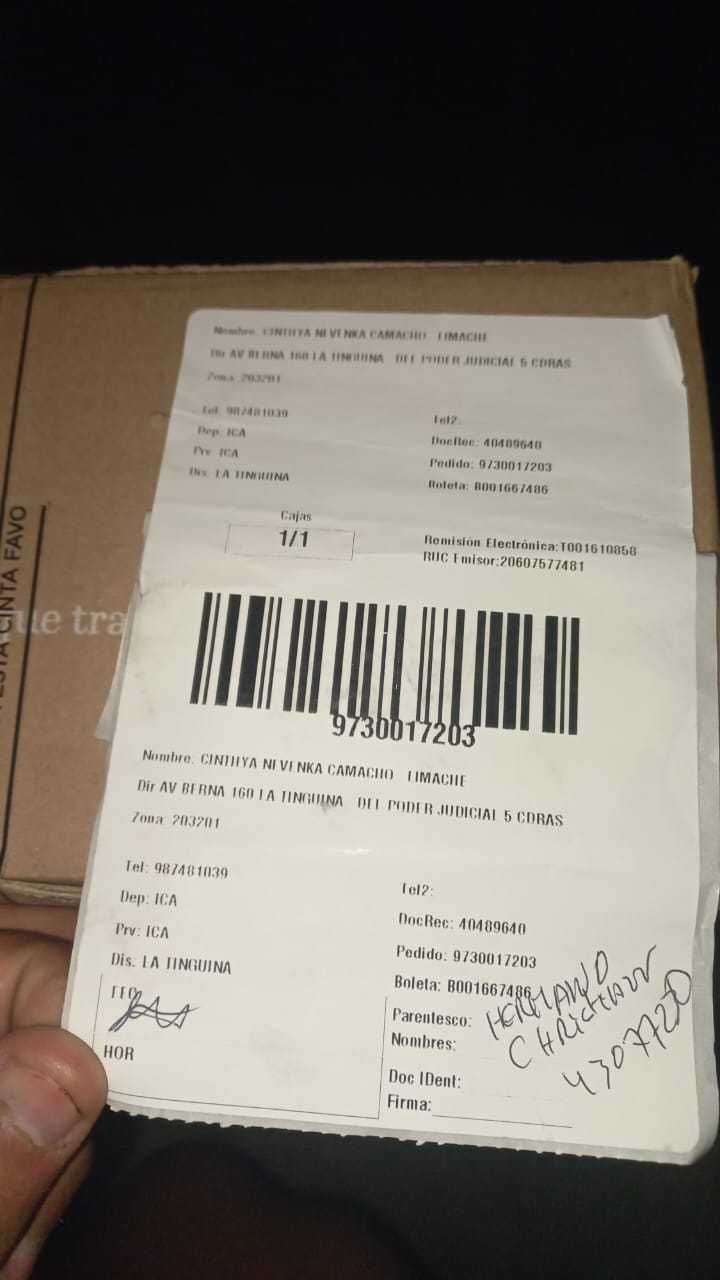 Nombre. CINTHYA NEVENKA CAMACHO LIMACHE
Dir AV BERNA 160 LA TINGUINA DEL PODER JUDICIAL 5 CDRAS
Zona: 203201
Tel: 987481039
Tel2:
Dep: ICA
DocRec: 40489640
Prv: ICA
Pedido: 9730017203
Dis. LA TINGUINA
Boleta: B001667486
Cajas
1/1
Remisión Electrónica:T001610858
RUC Emisor:20607577481
ESTA CINTA FAVO
ue tra
9730017203
Nombre. CINTHYA NEVENKA CAMACHO LIMACHE
Dir AV BERNA 160 LA TINGUINA DEL PODER JUDICIAL 5 CDRAS
Zona: 203201
Tel: 987481039
Tel2:
Dep: ICA
DocRec: 40489640
Prv: ICA
Pedido: 9730017203
Dis. LA TINGUINA
Boleta: B001667486
Parentesco: HERMANO
Nombres: CHRISTIAN
HOR
Doc IDent:
Firma: